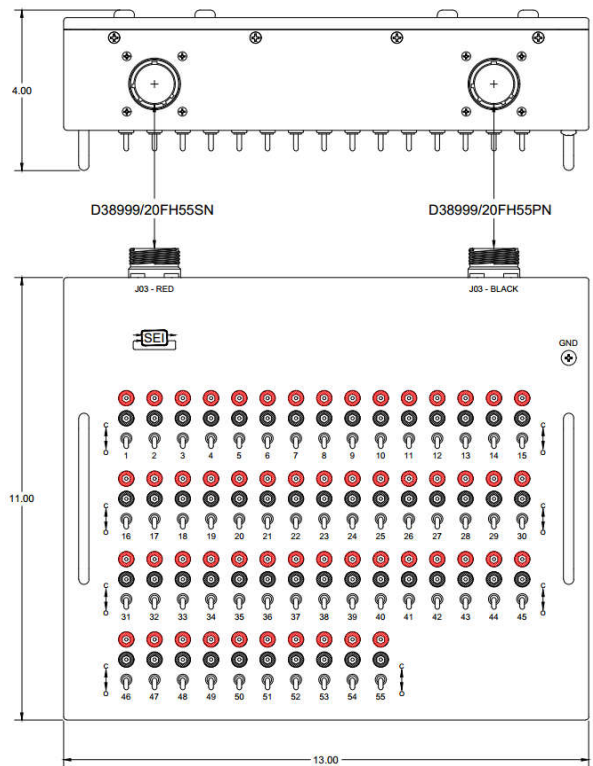 4.00
D38999/20FH55SN D38999/20FH55PN
J03 - RED J03 - BLACK
SEI
GND
C C
O O
1 2 3 4 5 6 7 8 9 10 11 12 13 14 15
C C
O O
16 17 18 19 20 21 22 23 24 25 26 27 28 29 30
11.00
C C
O O
31 32 33 34 35 36 37 38 39 40 41 42 43 44 45
C C
O O
46 47 48 49 50 51 52 53 54 55
13.00